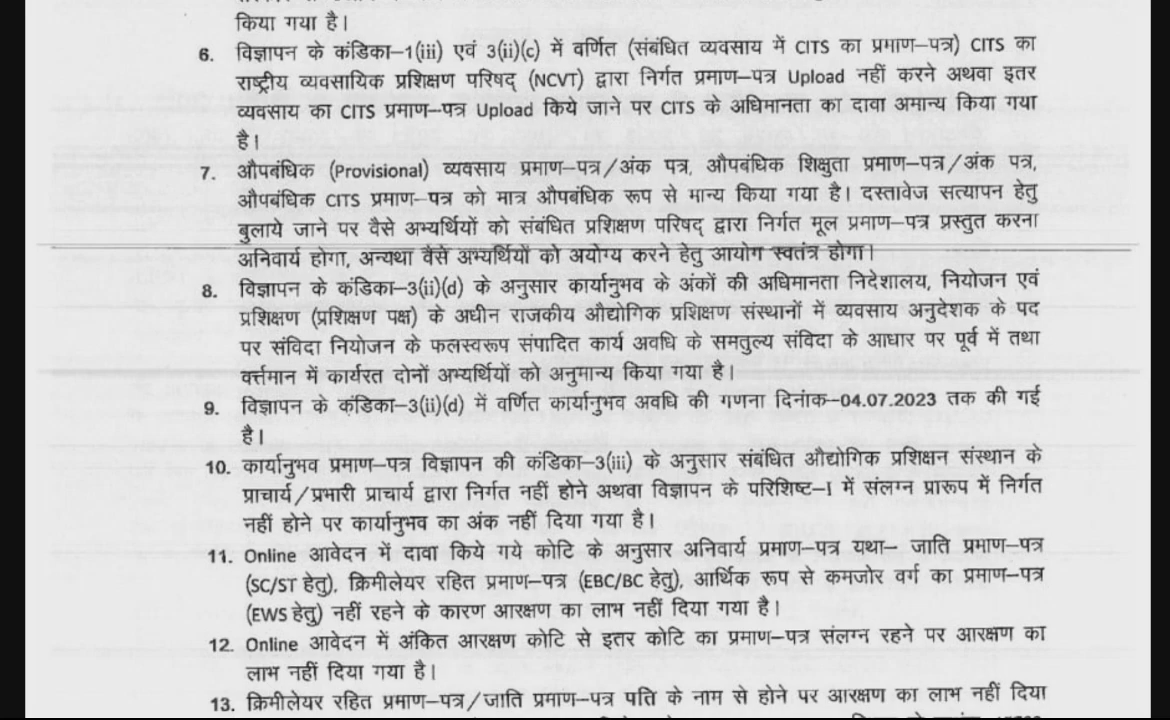 किया गया है।
6. विज्ञापन के कंडिका–1(iii) एवं 3(ii)(c) में वर्णित (संबंधित व्यवसाय में CITS का प्रमाण–पत्र) CITS का
राष्ट्रीय व्यवसायिक प्रशिक्षण परिषद् (NCVT) द्वारा निर्गत प्रमाण–पत्र Upload नहीं करने अथवा इतर
व्यवसाय का CITS प्रमाण–पत्र Upload किये जाने पर CITS के अधिमानता का दावा अमान्य किया गया
है।
7. औपबंधिक (Provisional) व्यवसाय प्रमाण–पत्र/अंक पत्र, औपबंधिक शिक्षुता प्रमाण–पत्र/अंक पत्र,
औपबंधिक CITS प्रमाण–पत्र को मात्र औपबंधिक रूप से मान्य किया गया है। दस्तावेज सत्यापन हेतु
बुलाये जाने पर वैसे अभ्यर्थियों को संबंधित प्रशिक्षण परिषद् द्वारा निर्गत मूल प्रमाण–पत्र प्रस्तुत करना
अनिवार्य होगा, अन्यथा वैसे अभ्यर्थियों को अयोग्य करने हेतु आयोग स्वतंत्र होगा।
8. विज्ञापन के कंडिका–3(ii)(d) के अनुसार कार्यानुभव के अंकों की अधिमानता निदेशालय, नियोजन एवं
प्रशिक्षण (प्रशिक्षण पक्ष) के अधीन राजकीय औद्योगिक प्रशिक्षण संस्थानों में व्यवसाय अनुदेशक के पद
पर संविदा नियोजन के फलस्वरूप संपादित कार्य अवधि के समतुल्य संविदा के आधार पर पूर्व में तथा
वर्त्तमान में कार्यरत दोनों अभ्यर्थियों को अनुमान्य किया गया है।
9. विज्ञापन के कंडिका–3(ii)(d) में वर्णित कार्यानुभव अवधि की गणना दिनांक–04.07.2023 तक की गई
है।
10. कार्यानुभव प्रमाण–पत्र विज्ञापन की कंडिका–3(iii) के अनुसार संबंधित औद्योगिक प्रशिक्षन संस्थान के
प्राचार्य/प्रभारी प्राचार्य द्वारा निर्गत नहीं होने अथवा विज्ञापन के परिशिष्ट–I में संलग्न प्रारूप में निर्गत
नहीं होने पर कार्यानुभव का अंक नहीं दिया गया है।
11. Online आवेदन में दावा किये गये कोटि के अनुसार अनिवार्य प्रमाण–पत्र यथा– जाति प्रमाण–पत्र
(SC/ST हेतु), क्रिमीलेयर रहित प्रमाण–पत्र (EBC/BC हेतु), आर्थिक रूप से कमजोर वर्ग का प्रमाण–पत्र
(EWS हेतु) नहीं रहने के कारण आरक्षण का लाभ नहीं दिया गया है।
12. Online आवेदन में अंकित आरक्षण कोटि से इतर कोटि का प्रमाण–पत्र संलग्न रहने पर आरक्षण का
लाभ नहीं दिया गया है।
13. क्रिमीलेयर रहित प्रमाण–पत्र/जाति प्रमाण–पत्र पति के नाम से होने पर आरक्षण का लाभ नहीं दिया